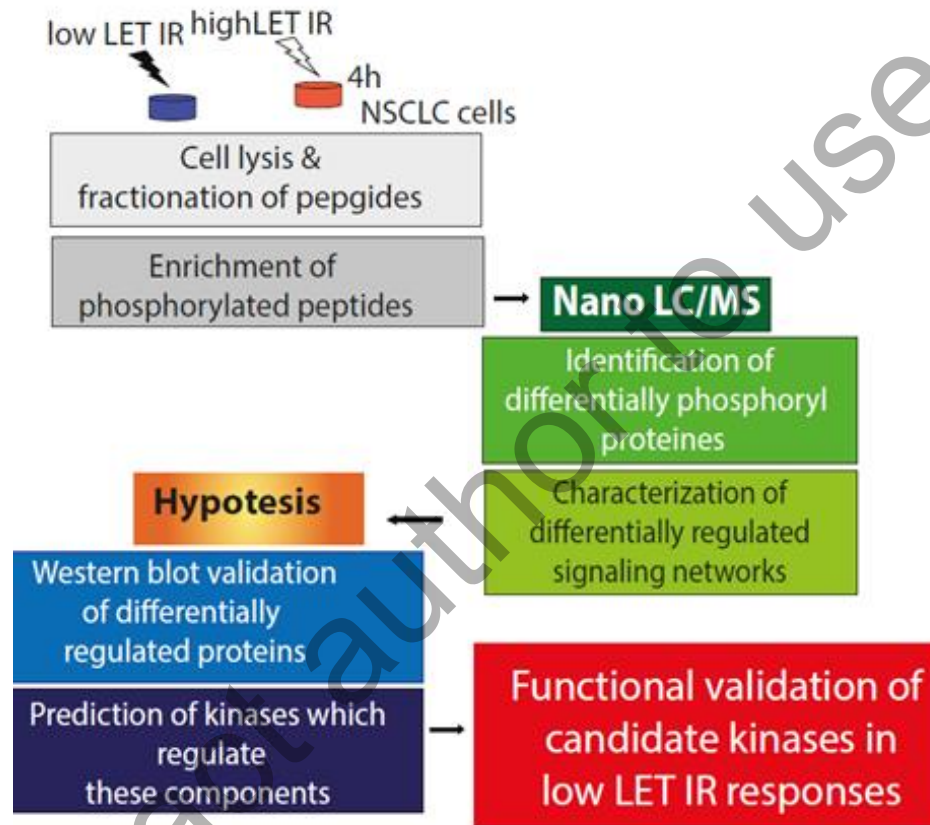 low LET IR highLET IR
4h
NSCLC cells
Cell lysis &
fractionation of pepgides
Enrichment of
phosphorylated peptides
Nano LC/MS
Identification of
differentially phosphoryl
proteines
Characterization of
differentially regulated
signaling networks
Hypotesis
Western blot validation
of differentially
regulated proteins
Prediction of kinases which
regulate
these components
Functional validation of
candidate kinases in
low LET IR responses
author to use